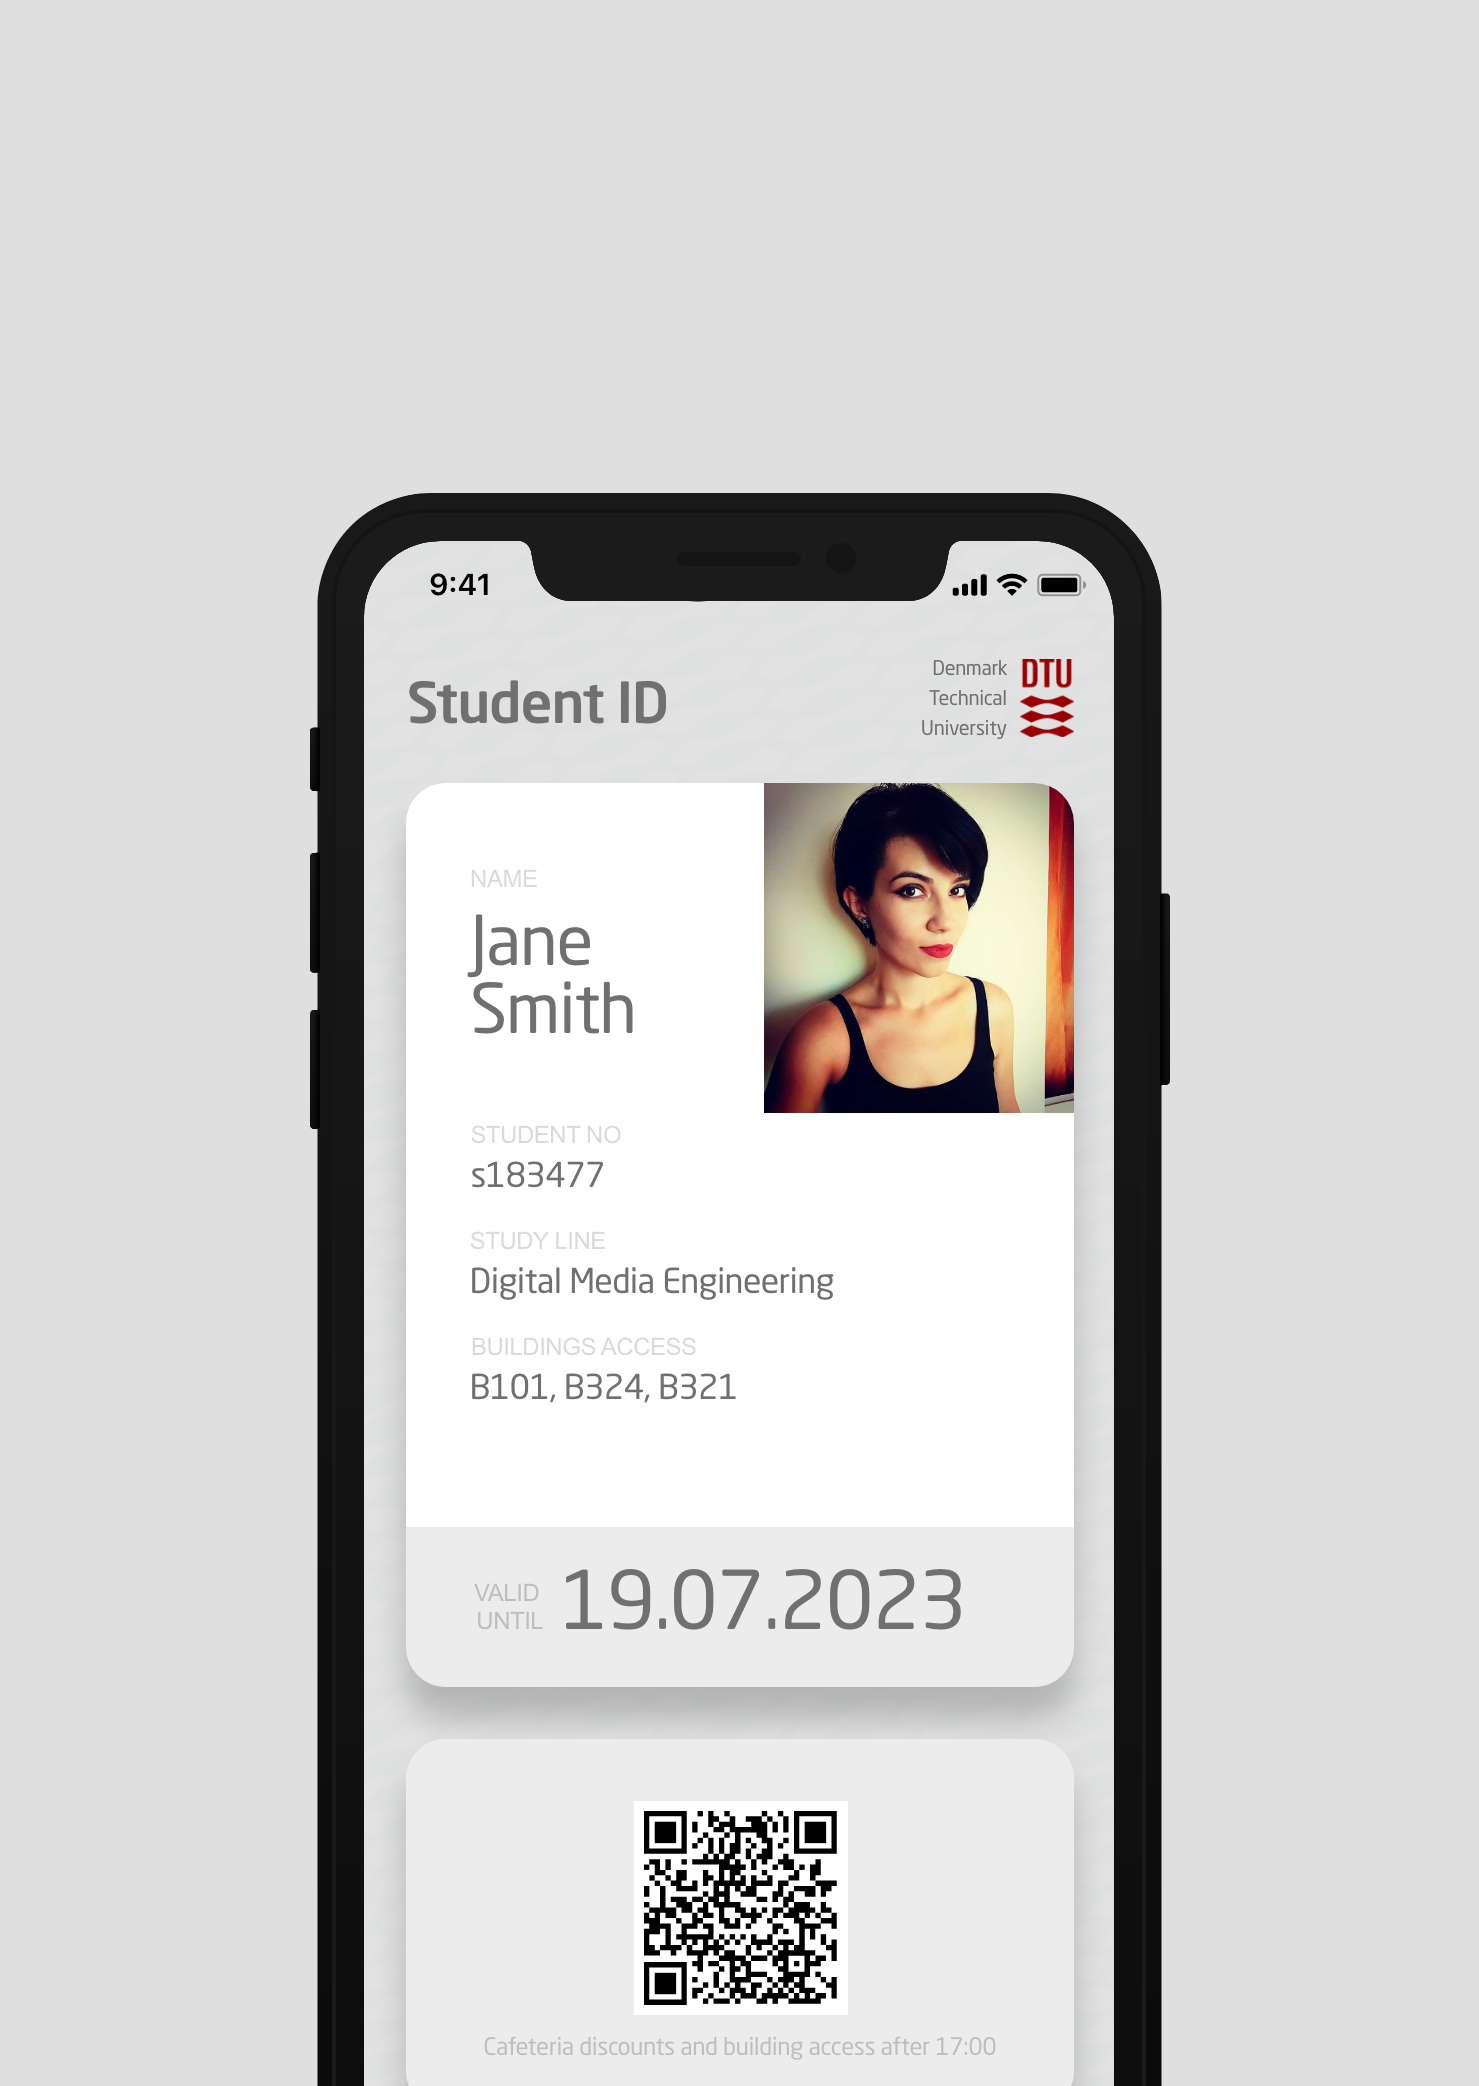 9:41
Student ID
Denmark
Technical
University
DTU
NAME
Jane
Smith
STUDENT NO
s183477
STUDY LINE
Digital Media Engineering
BUILDINGS ACCESS
B101, B324, B321
VALID
UNTIL
19.07.2023
Cafeteria discounts and building access after 17:00